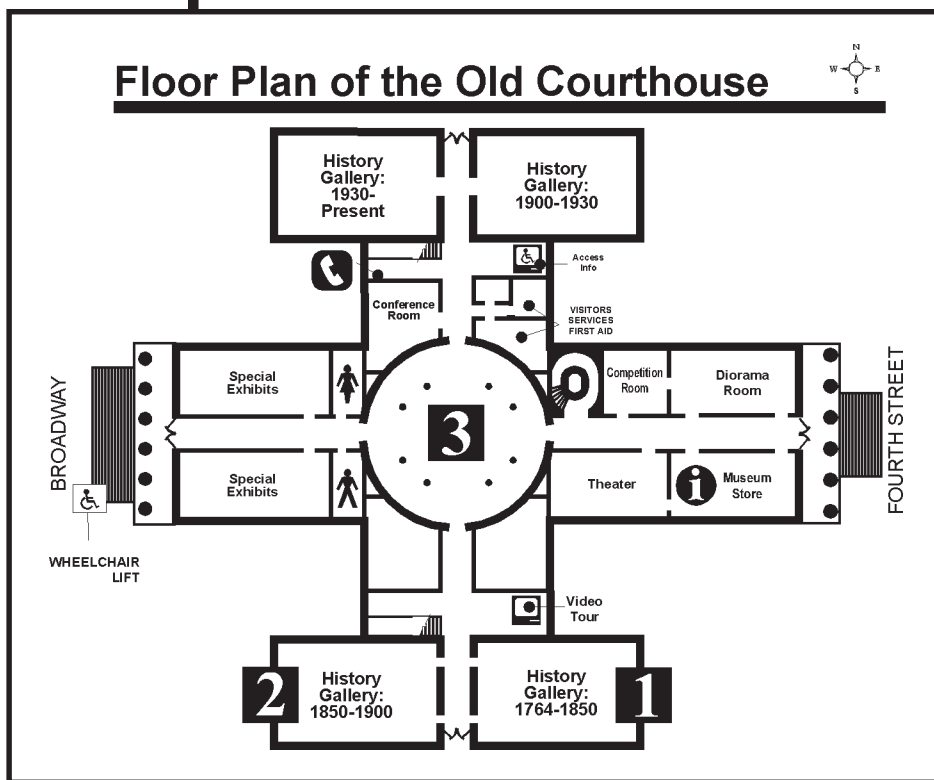 Floor Plan of the Old Courthouse
N
W E
S
History
Gallery:
1930-
Present
History
Gallery:
1900-1930
Access
Info
Conference
Room
VISITORS
SERVICES
FIRST AID
BROADWAY
Special
Exhibits
Competition
Room
Diorama
Room
FOURTH STREET
3
Special
Exhibits
Theater
i
Museum
Store
WHEELCHAIR
LIFT
Video
Tour
2
History
Gallery:
1850-1900
History
Gallery:
1764-1850
1